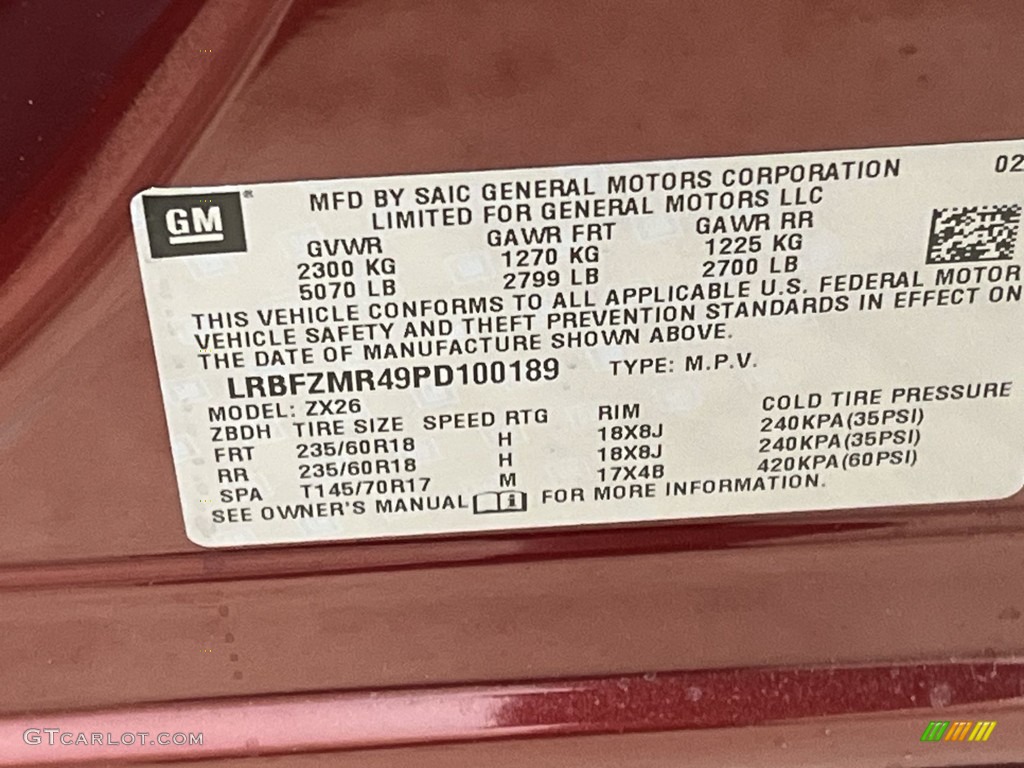 GM®
MFD BY SAIC GENERAL MOTORS CORPORATION 02
LIMITED FOR GENERAL MOTORS LLC
GVWR GAWR FRT GAWR RR
2300 KG 1270 KG 1225 KG
5070 LB 2799 LB 2700 LB
THIS VEHICLE CONFORMS TO ALL APPLICABLE U.S. FEDERAL MOTOR
VEHICLE SAFETY AND THEFT PREVENTION STANDARDS IN EFFECT ON
THE DATE OF MANUFACTURE SHOWN ABOVE.
LRBFZMR49PD100189 TYPE: M.P.V.
MODEL: ZX26
ZBDH TIRE SIZE SPEED RTG RIM COLD TIRE PRESSURE
FRT 235/60R18 H 18X8J 240KPA(35PSI)
RR 235/60R18 H 18X8J 240KPA(35PSI)
SPA T145/70R17 M 17X4B 420KPA(60PSI)
SEE OWNER'S MANUAL FOR MORE INFORMATION.
GTcarlot.com